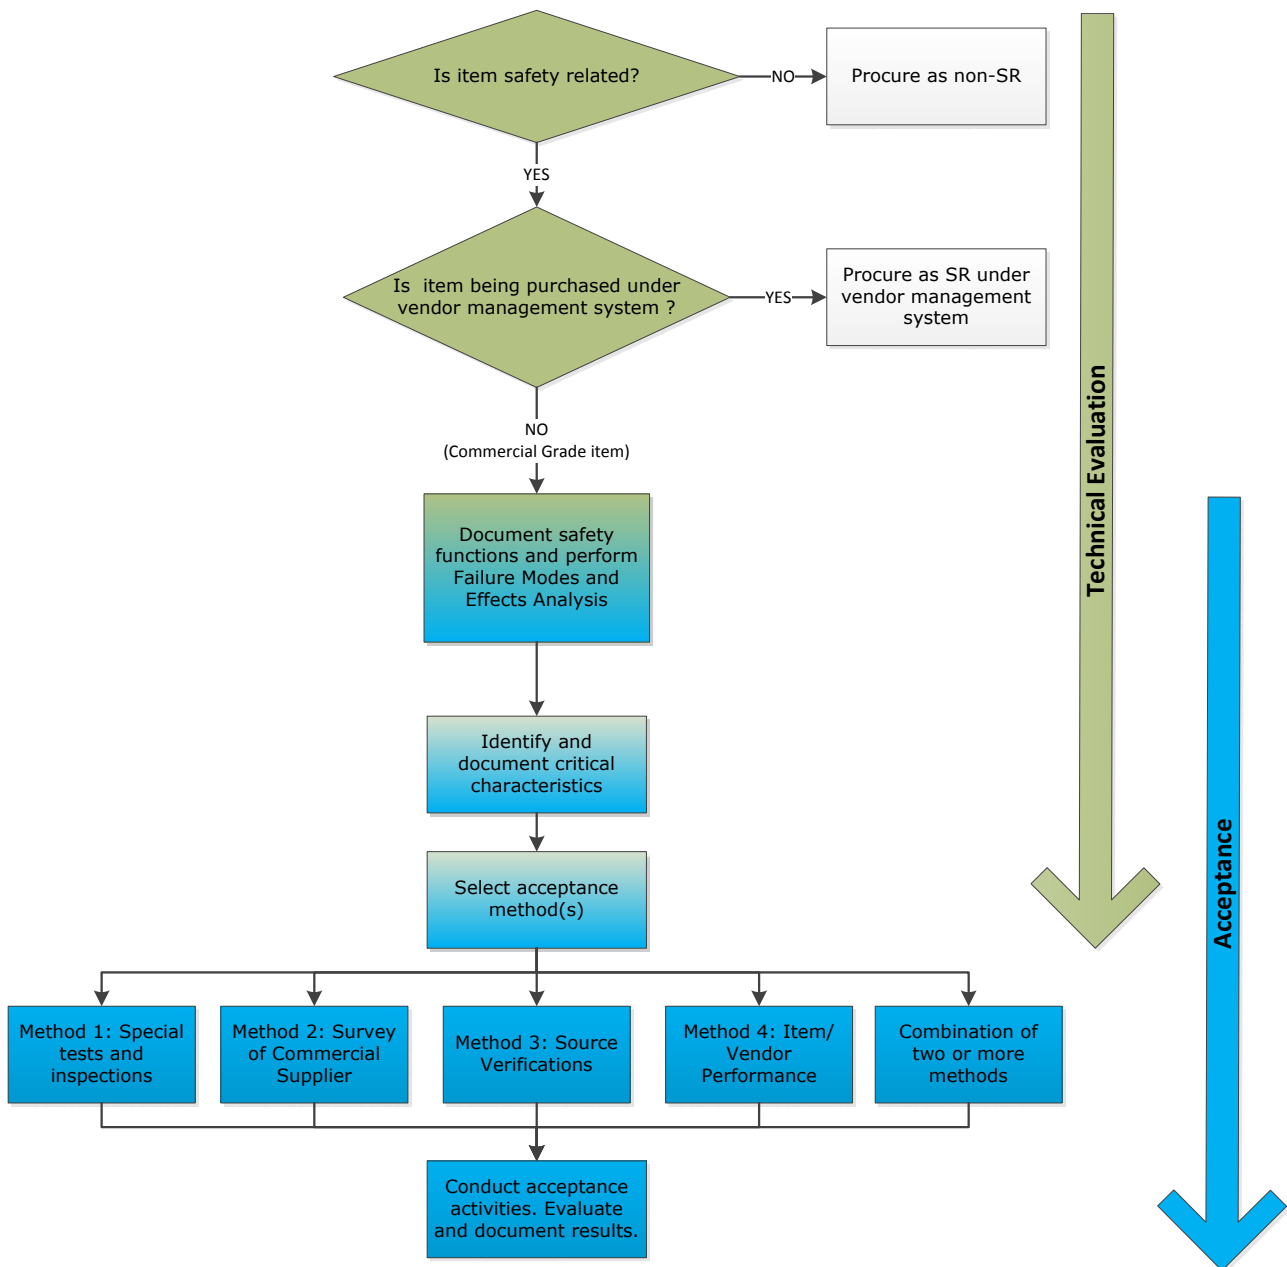 Is item safety related?
NO
Procure as non-SR
YES
Is item being purchased under
vendor management system ?
YES
Procure as SR under
vendor management
system
NO
(Commercial Grade item)
Document safety
functions and perform
Failure Modes and
Effects Analysis
Identify and
document critical
characteristics
Select acceptance
method(s)
Method 1: Special
tests and
inspections
Method 2: Survey
of Commercial
Supplier
Method 3: Source
Verifications
Method 4: Item/
Vendor
Performance
Combination of
two or more
methods
Conduct acceptance
activities. Evaluate
and document results.
Technical Evaluation
Acceptance